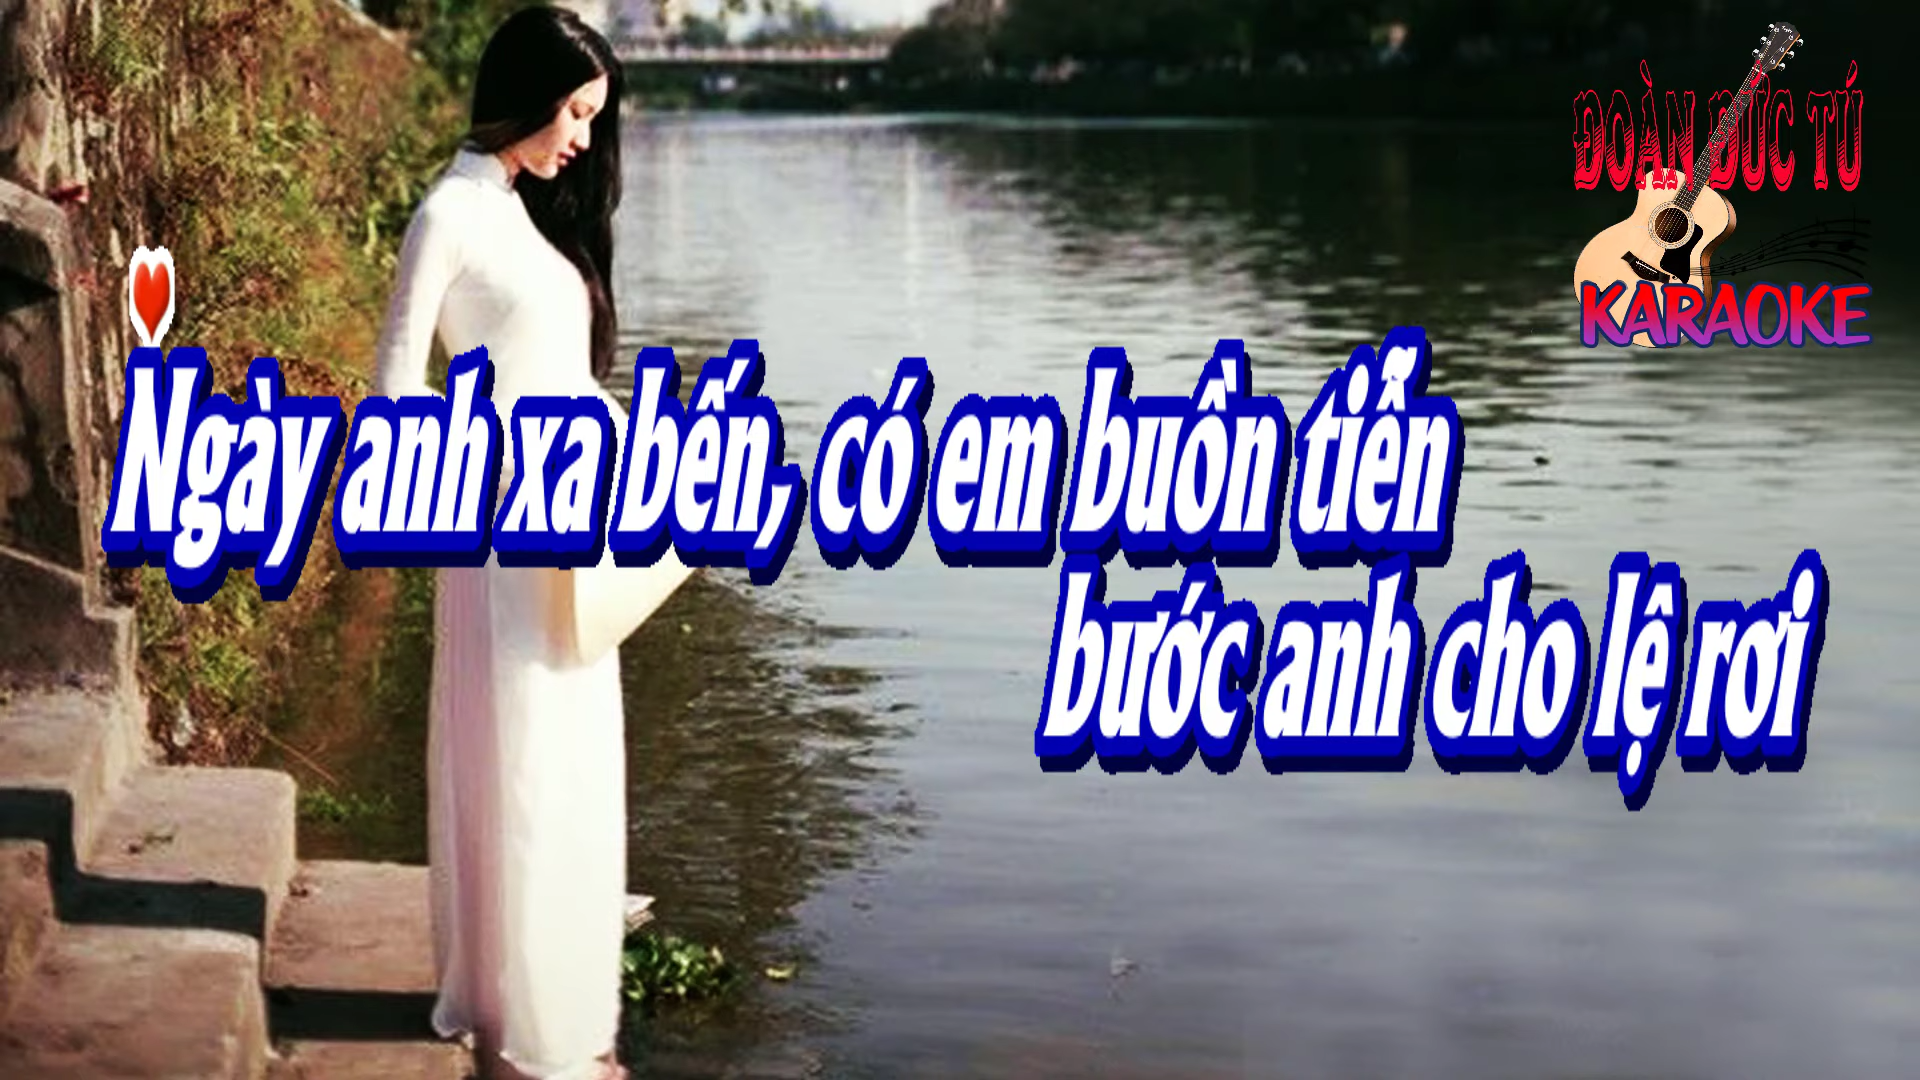 ĐOÀN ĐỨC TÚ
KARAOKE
Ngày anh xa bến, có em buồn tiễn
bước anh cho lệ rơi